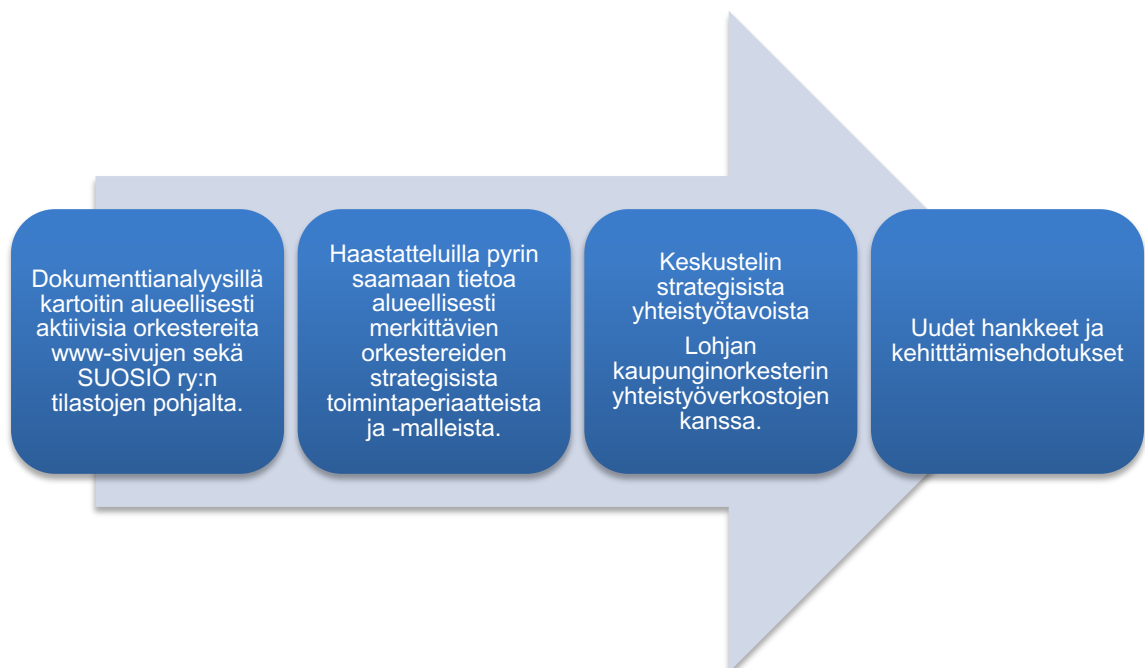 Dokumenttianalyysillä
kartoitin alueellisesti
aktiivisia orkestereita
www-sivujen sekä
SUOSIO ry:n
tilastojen pohjalta.
Haastatteluilla pyrin
saamaan tietoa
alueellisesti
merkittävien
orkestereiden
strategisista
toimintaperiaatteista
ja -malleista.
Keskustelin
strategisista
yhteistyötavoista
Lohjan
kaupunginorkesterin
yhteistyöverkostojen
kanssa.
Uudet hankkeet ja
kehitttämisehdotukset